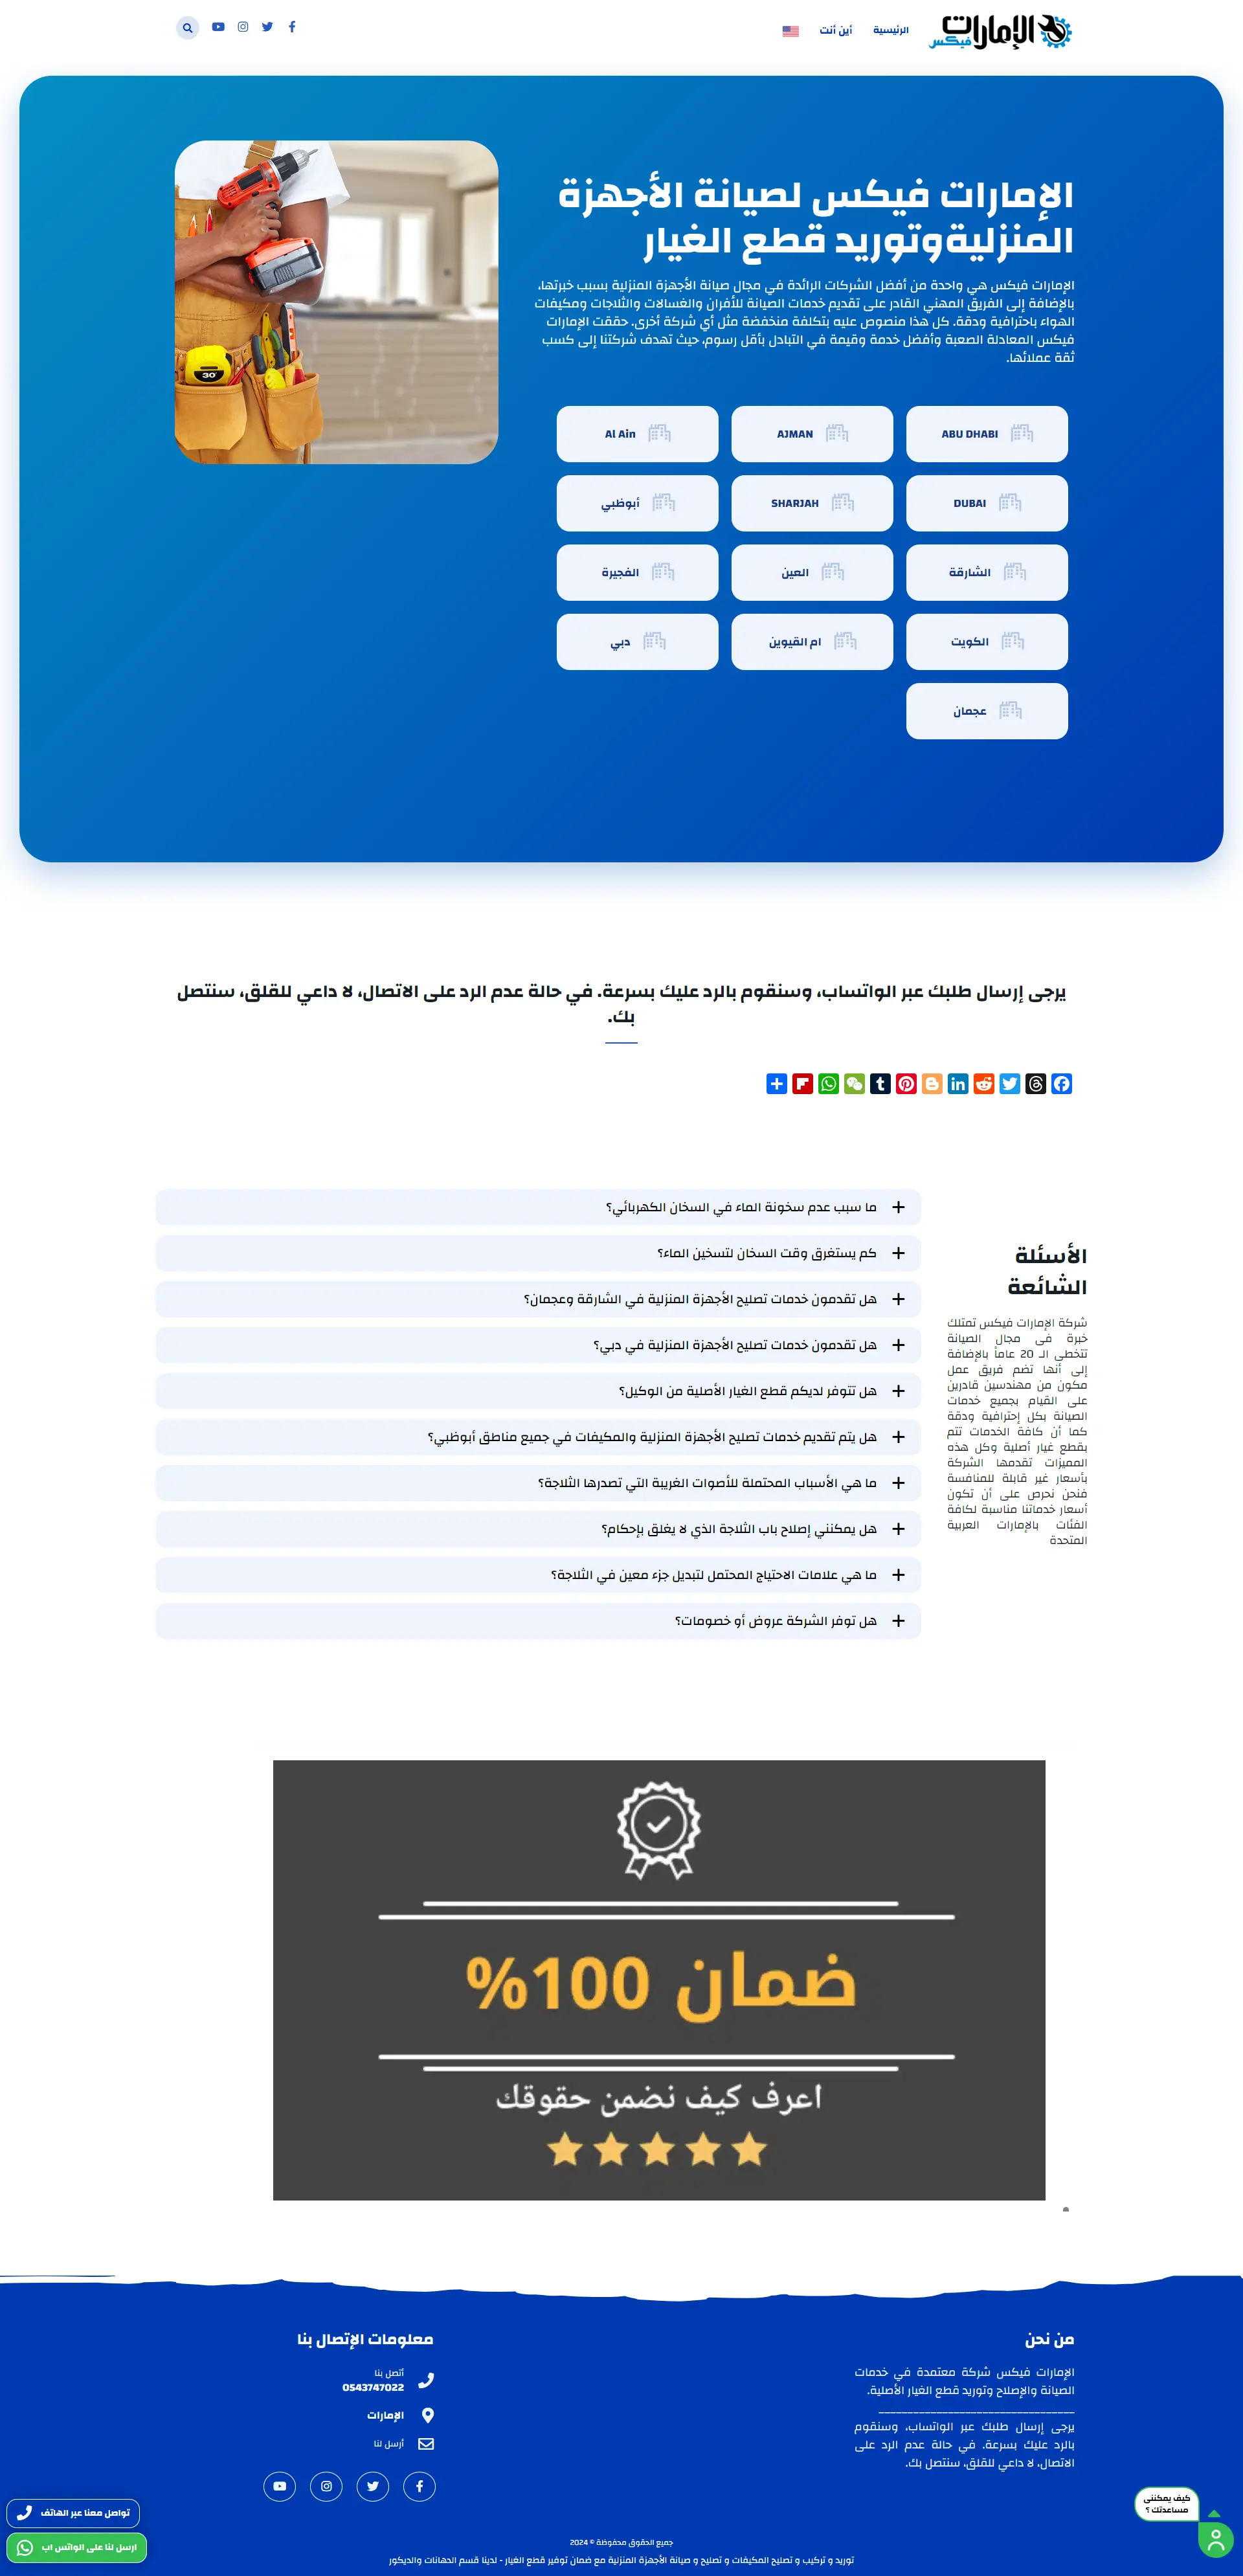 الإمارات
فيكس
الرئيسية
أين أنت
الإمارات فيكس لصيانة الأجهزة
المنزليةوتوريد قطع الغيار
الإمارات فيكس هي واحدة من أفضل الشركات الرائدة في مجال صيانة الأجهزة المنزلية بسبب خبرتها،
بالإضافة إلى الفريق المهني القادر على تقديم خدمات الصيانة للأفران والغسالات والثلاجات ومكيفات
الهواء باحترافية ودقة. كل هذا منصوص عليه بتكلفة منخفضة مثل أي شركة أخرى. حققت الإمارات
فيكس المعادلة الصعبة وأفضل خدمة وقيمة في التبادل بأقل رسوم، حيث تهدف شركتنا إلى كسب
ثقة عملائها.
30'
ABU DHABI
AJMAN
Al Ain
DUBAI
SHARJAH
أبوظبي
الشارقة
العين
الفجيرة
الكويت
ام القيوين
دبي
عجمان
يرجى إرسال طلبك عبر الواتساب، وسنقوم بالرد عليك بسرعة. في حالة عدم الرد على الاتصال، لا داعي للقلق، سنتصل
بك.
الأسئلة
الشائعة
شركة الإمارات فيكس تمتلك
خبرة فى مجال الصيانة
تتخطى الـ 20 عاماً بالإضافة
إلى أنها تضم فريق عمل
مكون من مهندسين قادرين
على القيام بجميع خدمات
الصيانة بكل إحترافية ودقة
كما أن كافة الخدمات تتم
بقطع غيار أصلية وكل هذه
المميزات تقدمها الشركة
بأسعار غير قابلة للمنافسة
فنحن نحرص على أن تكون
أسعار خدماتنا مناسبة لكافة
الفئات بالإمارات العربية
المتحدة
ما سبب عدم سخونة الماء في السخان الكهربائي؟
كم يستغرق وقت السخان لتسخين الماء؟
هل تقدمون خدمات تصليح الأجهزة المنزلية في الشارقة وعجمان؟
هل تقدمون خدمات تصليح الأجهزة المنزلية في دبي؟
هل تتوفر لديكم قطع الغيار الأصلية من الوكيل؟
هل يتم تقديم خدمات تصليح الأجهزة المنزلية والمكيفات في جميع مناطق أبوظبي؟
ما هي الأسباب المحتملة للأصوات الغريبة التي تصدرها الثلاجة؟
هل يمكنني إصلاح باب الثلاجة الذي لا يغلق بإحكام؟
ما هي علامات الاحتياج المحتمل لتبديل جزء معين في الثلاجة؟
هل توفر الشركة عروض أو خصومات؟
ضمان 100%
اعرف كيف نضمن حقوقك
من نحن
الإمارات فيكس شركة معتمدة في خدمات
الصيانة والإصلاح وتوريد قطع الغيار الأصلية.
__________________________________
يرجى إرسال طلبك عبر الواتساب، وسنقوم
بالرد عليك بسرعة. في حالة عدم الرد على
الاتصال، لا داعي للقلق، سنتصل بك.
معلومات الإتصال بنا
أتصل بنا
0543747022
الإمارات
أرسل لنا
كيف يمكننى
مساعدتك ؟
تواصل معنا عبر الهاتف
ارسل لنا على الواتس اب
جميع الحقوق محفوظة © 2024
توريد و تركيب و تصليح المكيفات و تصليح و صيانة الأجهزة المنزلية مع ضمان توفير قطع الغيار - لدينا قسم الدهانات والديكور